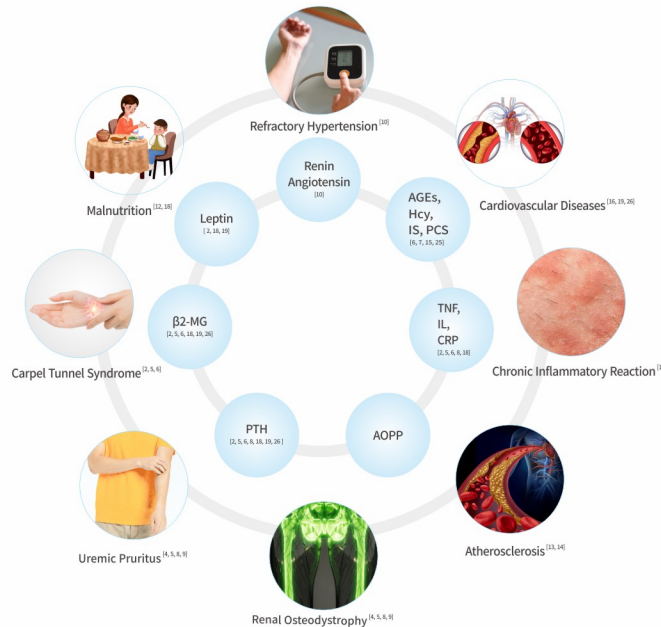 Refractory Hypertension [10]
Malnutrition [12, 18]
Cardiovascular Diseases [16, 19, 26]
Renin
Angiotensin
[10]
Leptin
[ 2, 18, 19]
AGEs,
Hcy,
IS, PCS
[6, 7, 15, 25]
β2-MG
[2, 5, 6, 18, 19, 26]
TNF,
IL,
CRP
[2, 5, 6, 8, 18]
Carpel Tunnel Syndrome [2, 5, 6]
Chronic Inflammatory Reaction
PTH
[2, 5, 6, 8, 18, 19, 26 ]
AOPP
Uremic Pruritus [4, 5, 8, 9]
Atherosclerosis [13, 14]
Renal Osteodystrophy [4, 5, 8, 9]